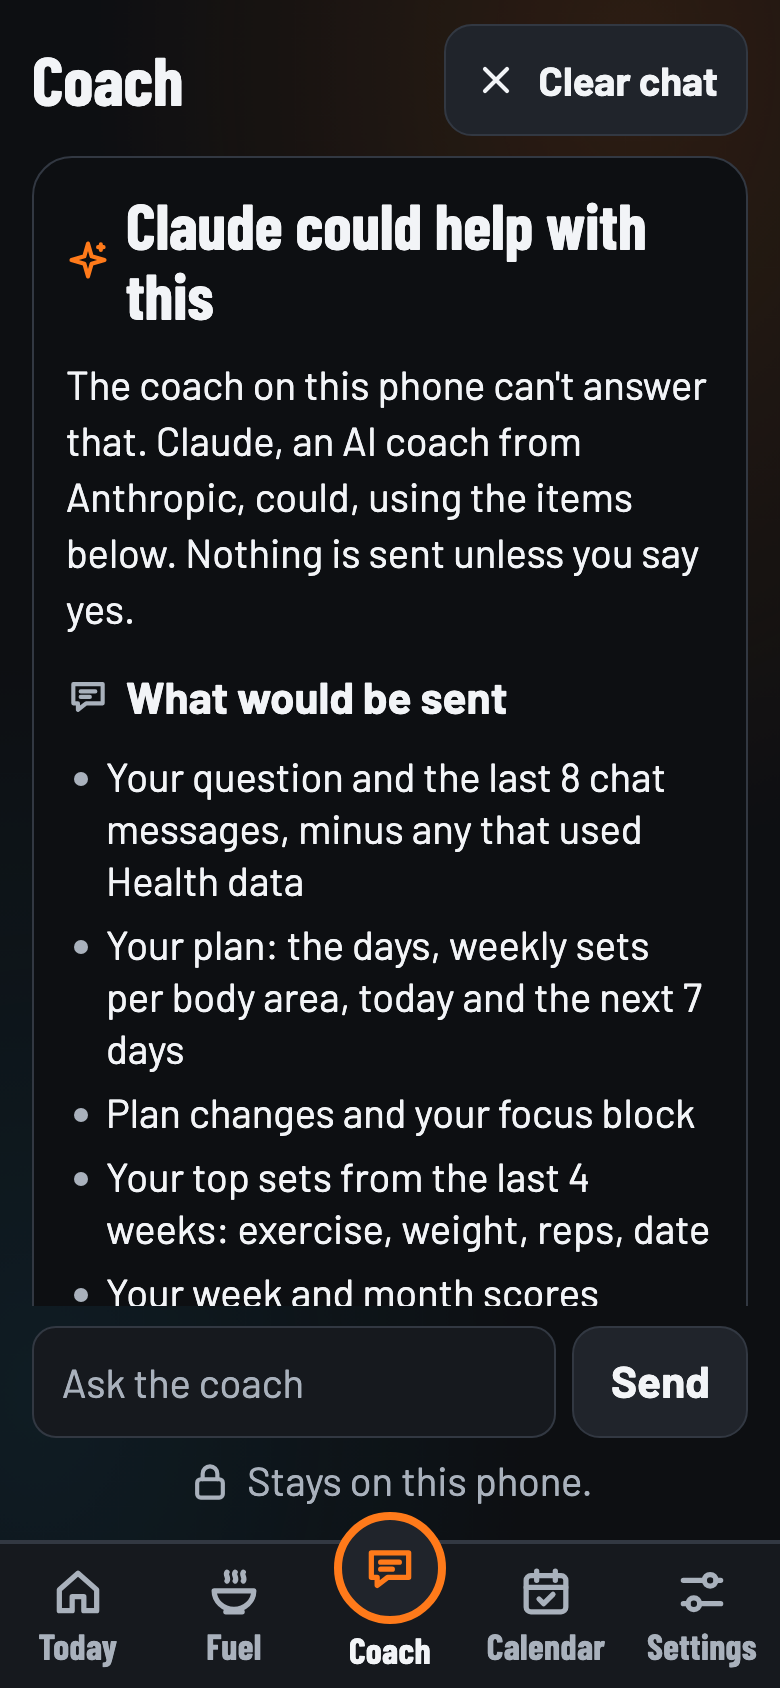 Coach
Clear chat
Claude could help with
this
The coach on this phone can't answer
that. Claude, an AI coach from
Anthropic, could, using the items
below. Nothing is sent unless you say
yes.
What would be sent
Your question and the last 8 chat
messages, minus any that used
Health data
Your plan: the days, weekly sets
per body area, today and the next 7
days
Plan changes and your focus block
Your top sets from the last 4
weeks: exercise, weight, reps, date
Your week and month scores
Ask the coach
Send
Stays on this phone.
Today
Fuel
Coach
Calendar
Settings